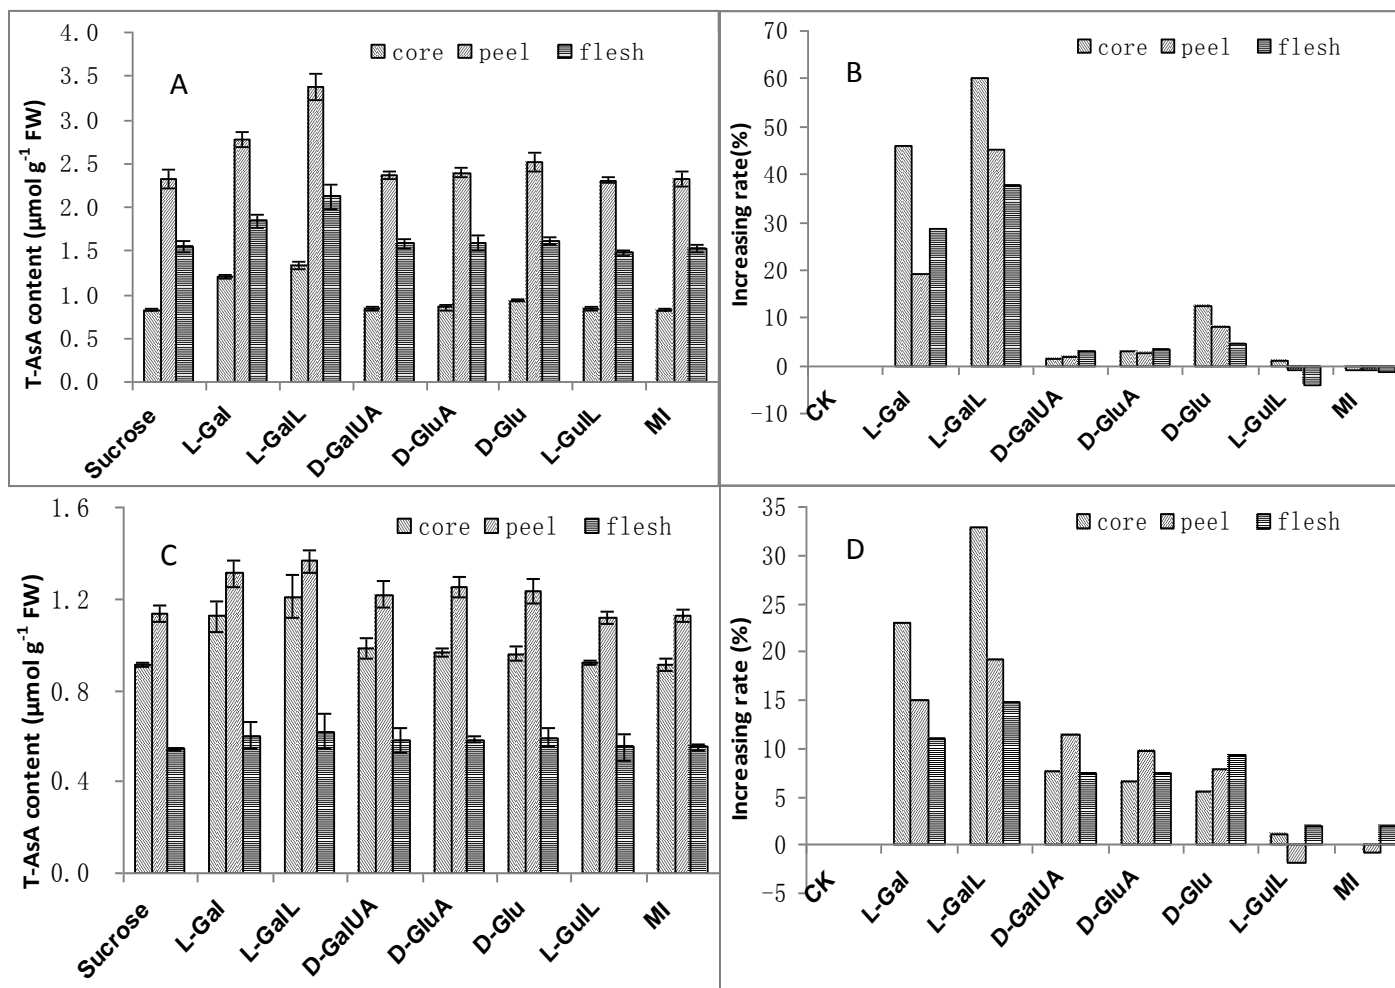 A
T-AsA content (μmol g⁻¹ FW)
4.0
3.5
3.0
2.5
2.0
1.5
1.0
0.5
0.0
core peel flesh
Sucrose L-Gal L-GalL D-GalUA D-GluA D-Glu L-GulL MI
B
Increasing rate(%)
70
60
50
40
30
20
10
0
-10
core peel flesh
CK L-Gal L-GalL D-GalUA D-GluA D-Glu L-GulL MI
C
T-AsA content (μmol g⁻¹ FW)
1.6
1.2
0.8
0.4
0.0
core peel flesh
Sucrose L-Gal L-GalL D-GalUA D-GluA D-Glu L-GulL MI
D
Increasing rate (%)
35
30
25
20
15
10
5
0
-5
core peel flesh
CK L-Gal L-GalL D-GalUA D-GluA D-Glu L-GulL MI